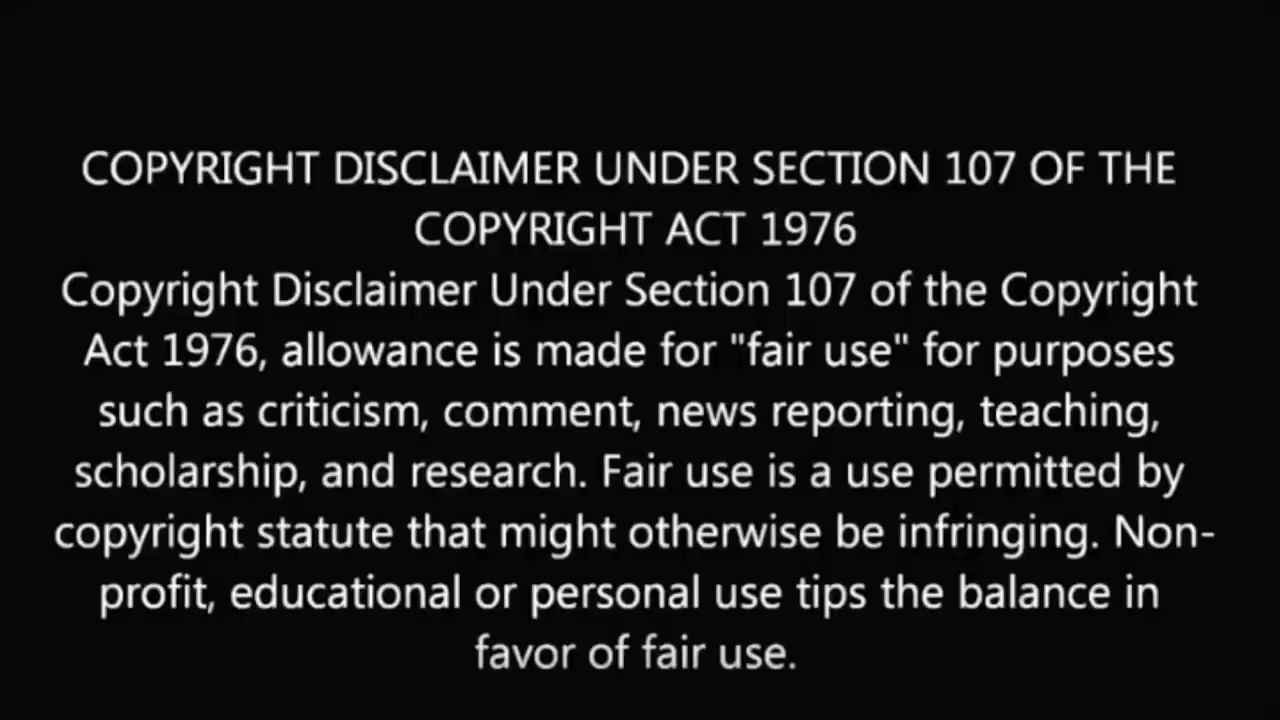 COPYRIGHT DISCLAIMER UNDER SECTION 107 OF THE
COPYRIGHT ACT 1976
Copyright Disclaimer Under Section 107 of the Copyright
Act 1976, allowance is made for "fair use" for purposes
such as criticism, comment, news reporting, teaching,
scholarship, and research. Fair use is a use permitted by
copyright statute that might otherwise be infringing. Non-
profit, educational or personal use tips the balance in
favor of fair use.